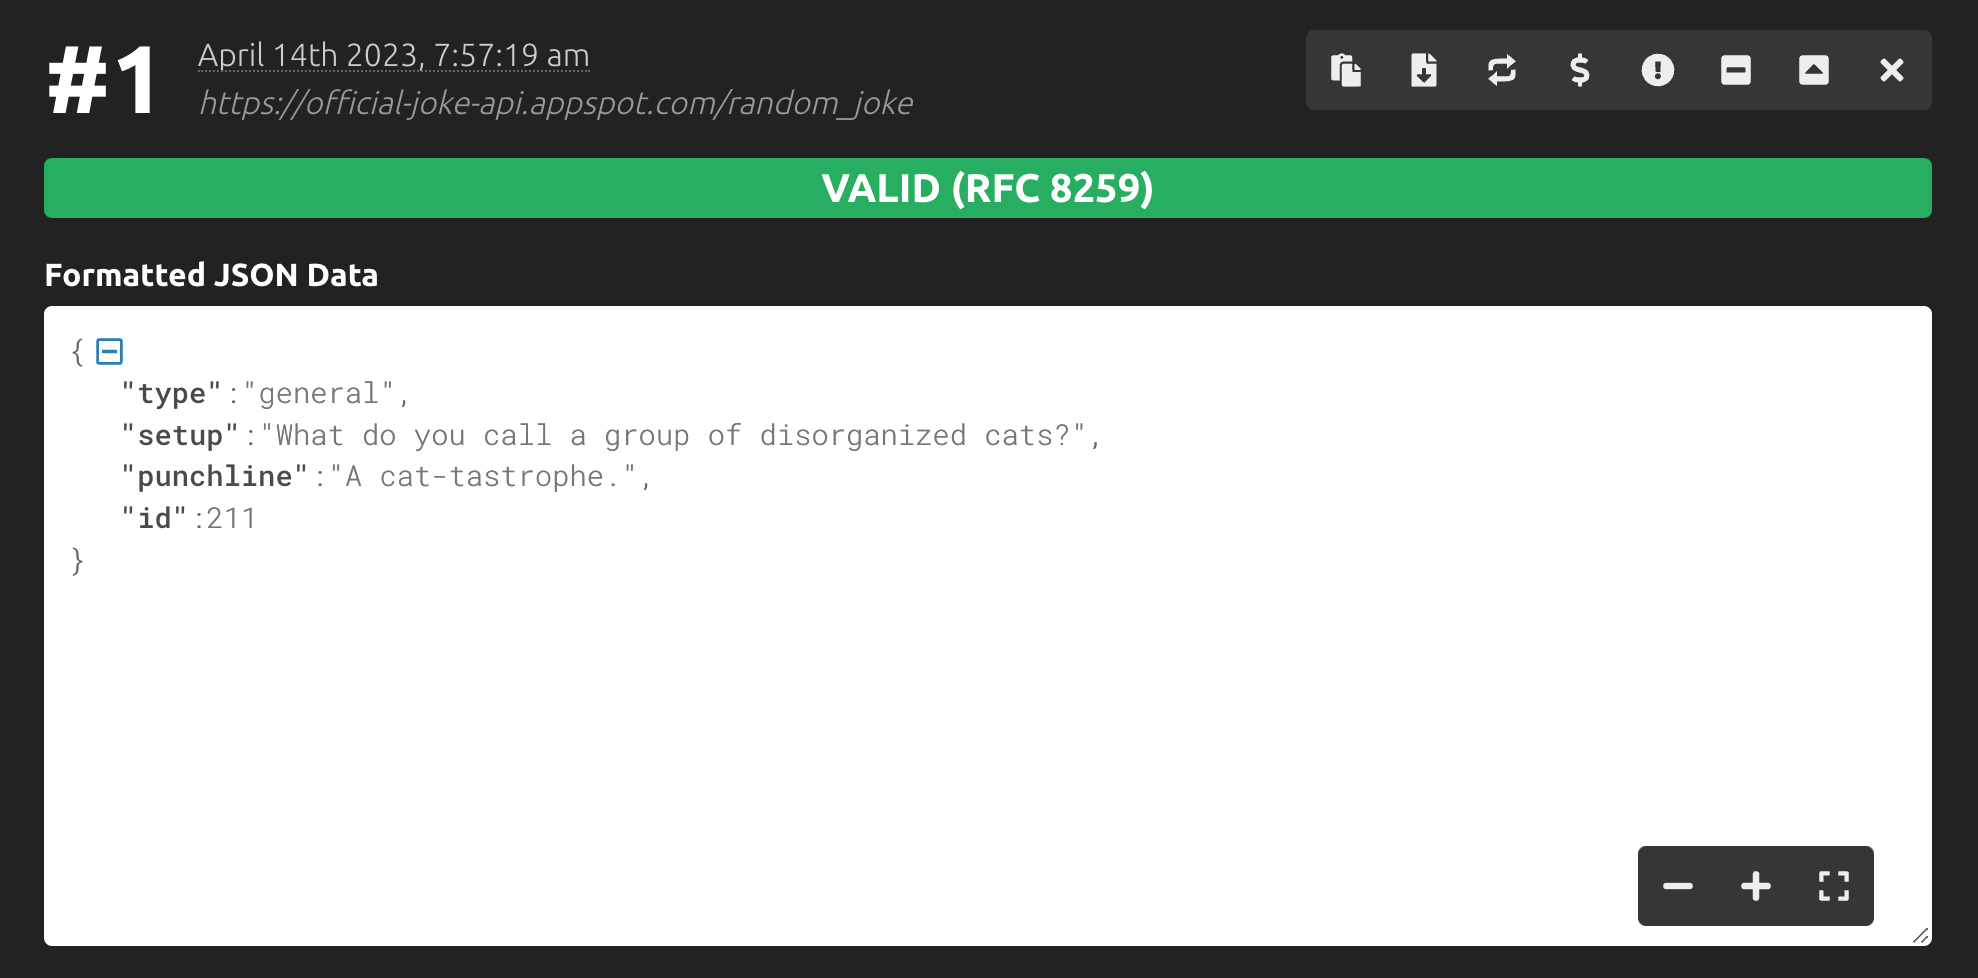 #1
April 14th 2023, 7:57:19 am
https://official-joke-api.appspot.com/random_joke
VALID (RFC 8259)
Formatted JSON Data
{
"type":"general",
"setup":"What do you call a group of disorganized cats?",
"punchline":"A cat-tastrophe.",
"id":211
}